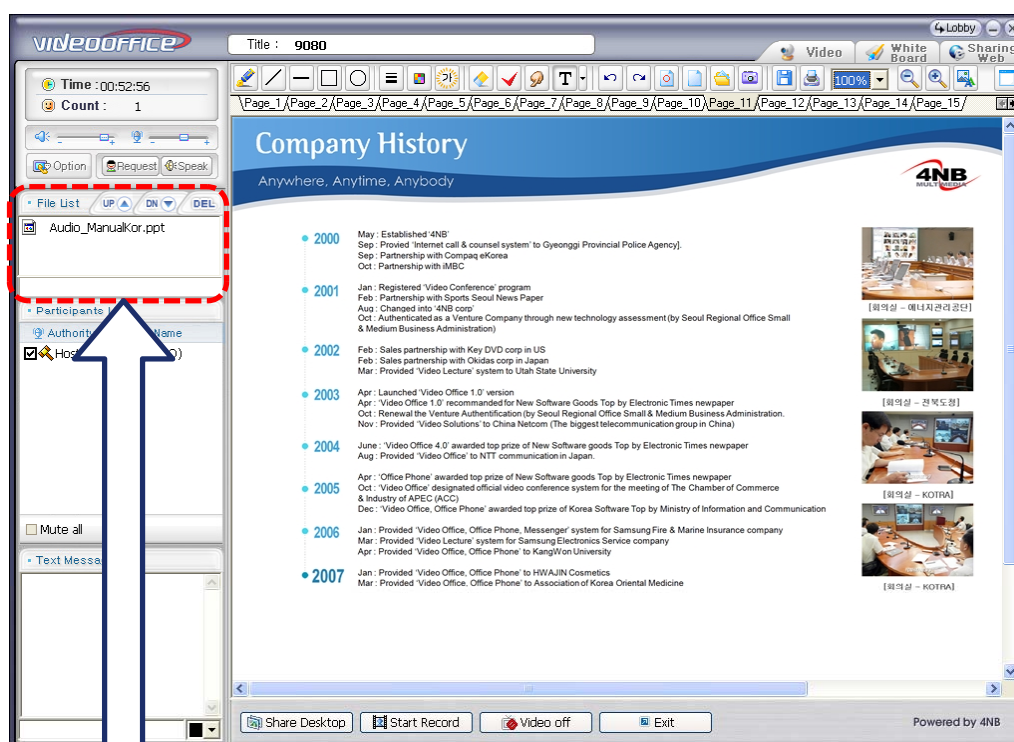 Lobby
VIDEOOFFICE
Title : 9080
Video
White Board
Sharing Web
Time : 00:52:56
Count : 1
Option
Request
Speak
가
T
100%
Page_1 Page_2 Page_3 Page_4 Page_5 Page_6 Page_7 Page_8 Page_9 Page_10 Page_11 Page_12 Page_13 Page_14 Page_15
File List UP DN DEL
Audio_ManualKor.ppt
Participants
Authority Name
Host
Mute all
Text Messa
Company History
Anywhere, Anytime, Anybody
4NB
MULTIMEDIA
2000
May : Established '4NB'
Sep : Provied 'Internet call & counsel system' to Gyeonggi Provincial Police Agency].
Sep : Partnership with Compaq eKorea
Oct : Partnership with iMBC
2001
Jan : Registered 'Video Conference' program
Feb : Partnership with Sports Seoul News Paper
Aug : Changed into '4NB corp'
Oct : Authenticated as a Venture Company through new technology assessment (by Seoul Regional Office Small
& Medium Business Administration)
2002
Feb : Sales partnership with Key DVD corp in US
Feb : Sales partnership with Okidas corp in Japan
Mar : Provided 'Video Lecture' system to Utah State University
2003
Apr : Launched 'Video Office 1.0' version
Apr : 'Video Office 1.0' recommanded for New Software Goods Top by Electronic Times newpaper
Oct : Renewal the Venture Authentification (by Seoul Regional Office Small & Medium Business Administration.
Nov : Provided 'Video Solutions' to China Netcom (The biggest telecommunication group in China)
2004
June : 'Video Office 4.0' awarded top prize of New Software goods Top by Electronic Times newpaper
Aug : Provided 'Video Office' to NTT communication in Japan.
2005
Apr : 'Office Phone' awarded top prize of New Software goods Top by Electronic Times newpaper
Oct : 'Video Office' designated official video conference system for the meeting of The Chamber of Commerce
& Industry of APEC (ACC)
Dec : 'Video Office, Office Phone' awarded top prize of Korea Software Top by Ministry of Information and Communication
2006
Jan : Provided 'Video Office, Office Phone, Messenger' system for Samsung Fire & Marine Insurance company
Mar : Provided 'Video Lecture' system for Samsung Electronics Service company
Apr : Provided 'Video Office, Office Phone' to KangWon University
2007
Jan : Provided 'Video Office, Office Phone' to HWAJIN Cosmetics
Mar : Provided 'Video Office. Office Phone' to Association of Korea Oriental Medicine
[회의실 – 에너지관리공단]
[회의실 – 전북도청]
[회의실 – KOTRA]
[회의실 – KOTRA]
Share Desktop
Start Record
Video off
Exit
Powered by 4NB